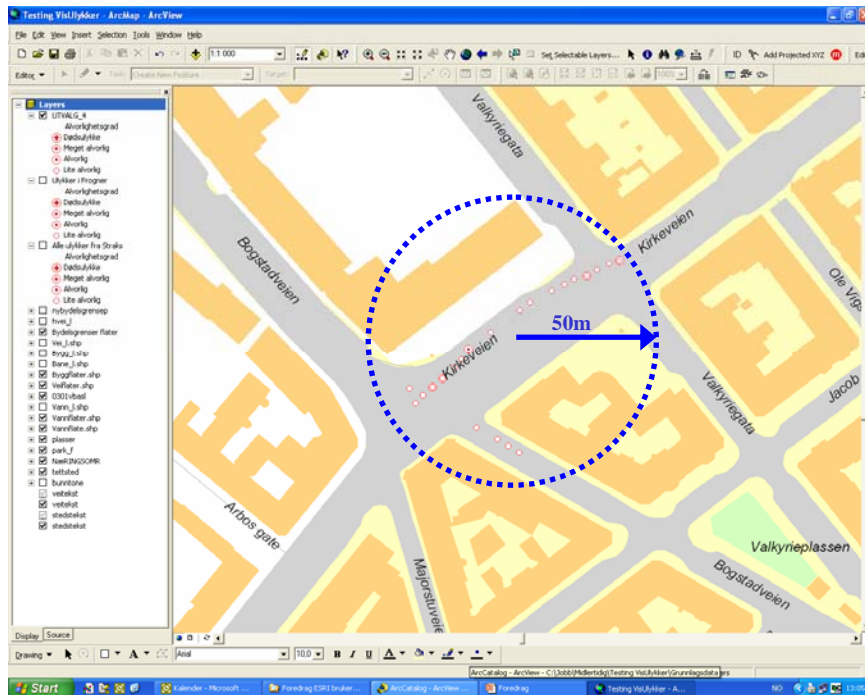 Testing VisUlykker - ArcMap - ArcView
File Edit View Insert Selection Tools Window Help
1:1 000
Set Selectable Layers...
ID
Add Projected XYZ
Editor
Task: Create New Feature
Target:
100%
Layers
UTVALG_4
Alvorlighetsgrad
Dødsulykke
Meget alvorlig
Alvorlig
Lite alvorlig
Ulykker i Frogner
Alvorlighetsgrad
Dødsulykke
Meget alvorlig
Alvorlig
Lite alvorlig
Alle ulykker fra Straks
Alvorlighetsgrad
Dødsulykke
Meget alvorlig
Alvorlig
Lite alvorlig
nybydelsgrensep
hvei_l
Bydelsgrenser flater
Vei_l.shp
Bygg_l.shp
Bane_l.shp
Byggflater.shp
Veiflater.shp
0301vbasl
Vann_l.shp
Vannflater.shp
Vannflate.shp
plasser
park_f
NæRINGSOMR
tettsted
bunntone
veitekst
veitekst
stedstekst
stedstekst
Valkyriegata
Kirkeveien
Bogstadveien
Ole Vigs
50m
Kirkeveien
Valkyriegata
Jacob
Arbos gate
Majorstuveie
Valkyrieplassen
Bogstadveien
Display Source
Drawing
Arial
10,0
B I U A
ArcCatalog - ArcView - C:\Jobb\Midlertidig\Testing VisUlykker\Grunnlagsdata
Start
Kalender - Microsoft ...
Foredrag ESRI bruker...
ArcCatalog - ArcView ...
Foredrag
Testing VisUlykker - A...
NO